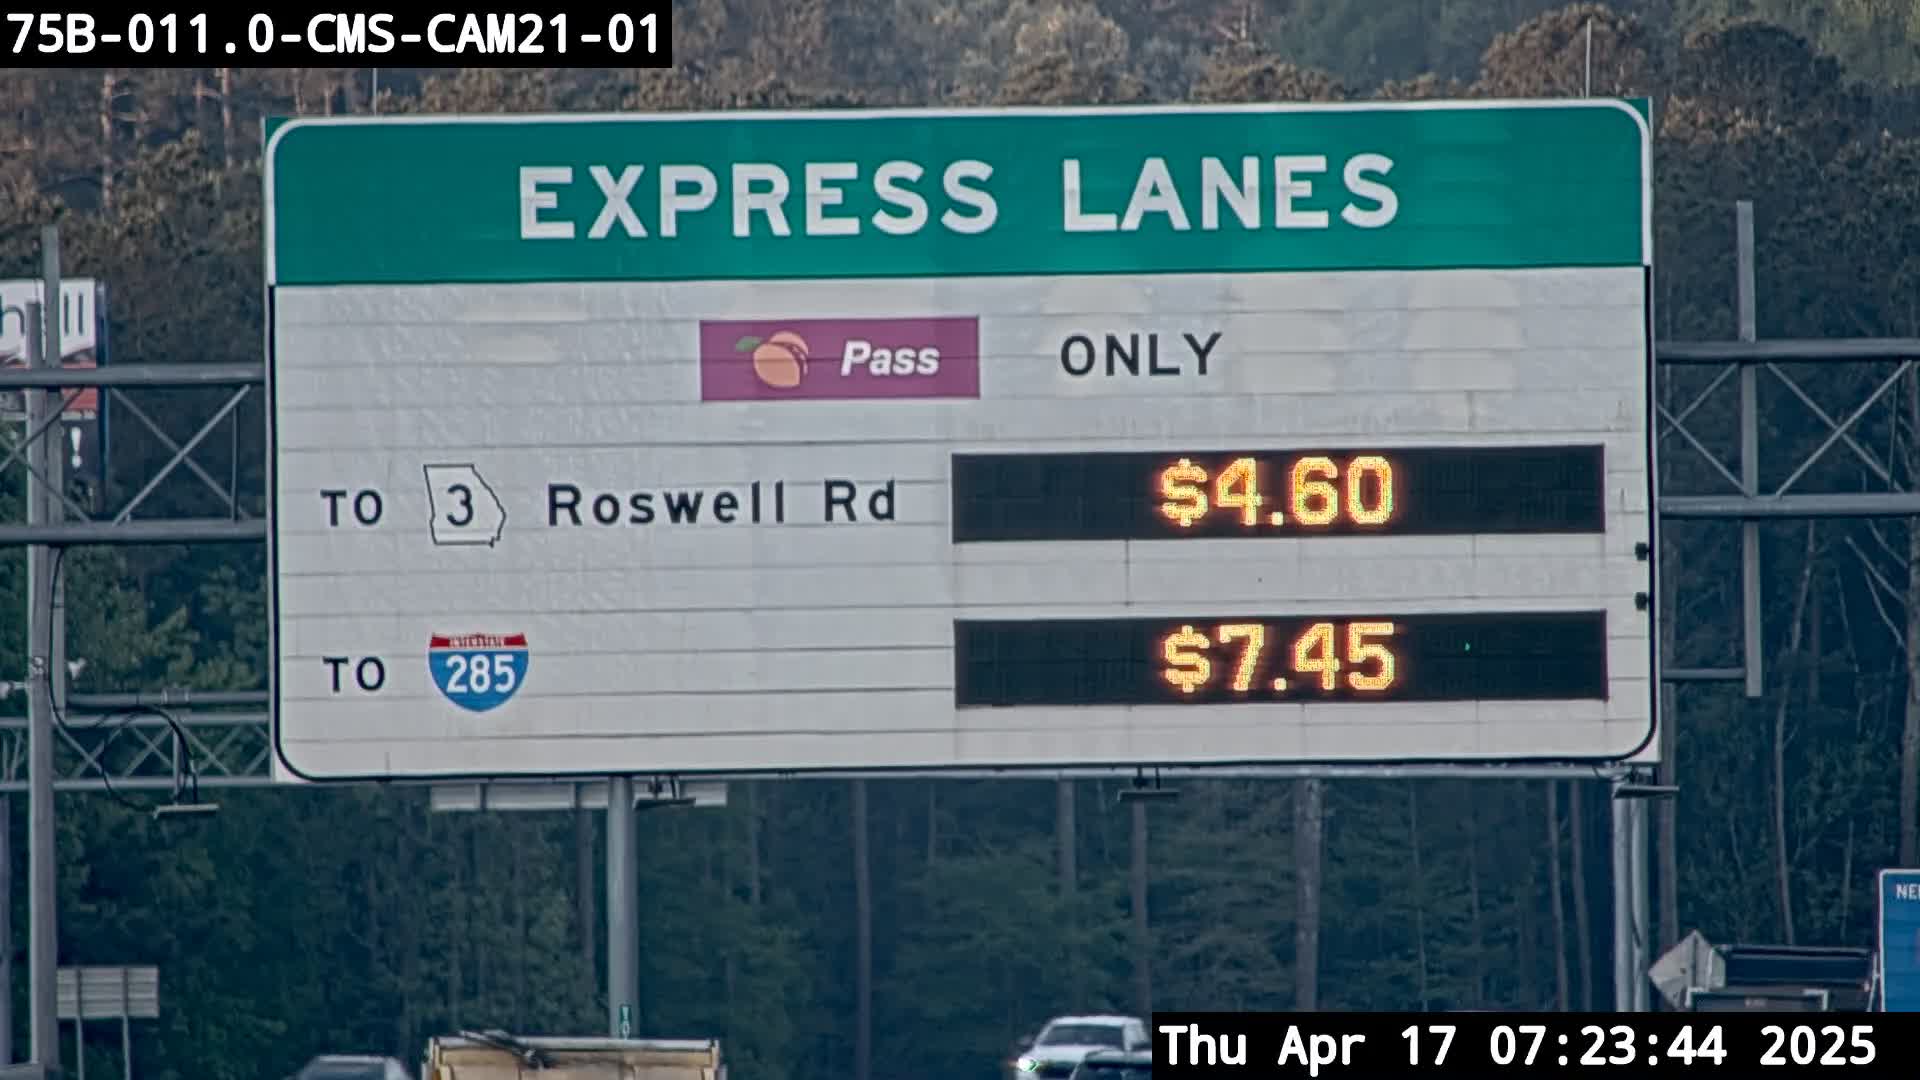 75B-011.0-CMS-CAM21-01
EXPRESS LANES
Pass ONLY
TO 3 Roswell Rd $4.60
TO INTERSTATE 285 $7.45
Thu Apr 17 07:23:44 2025